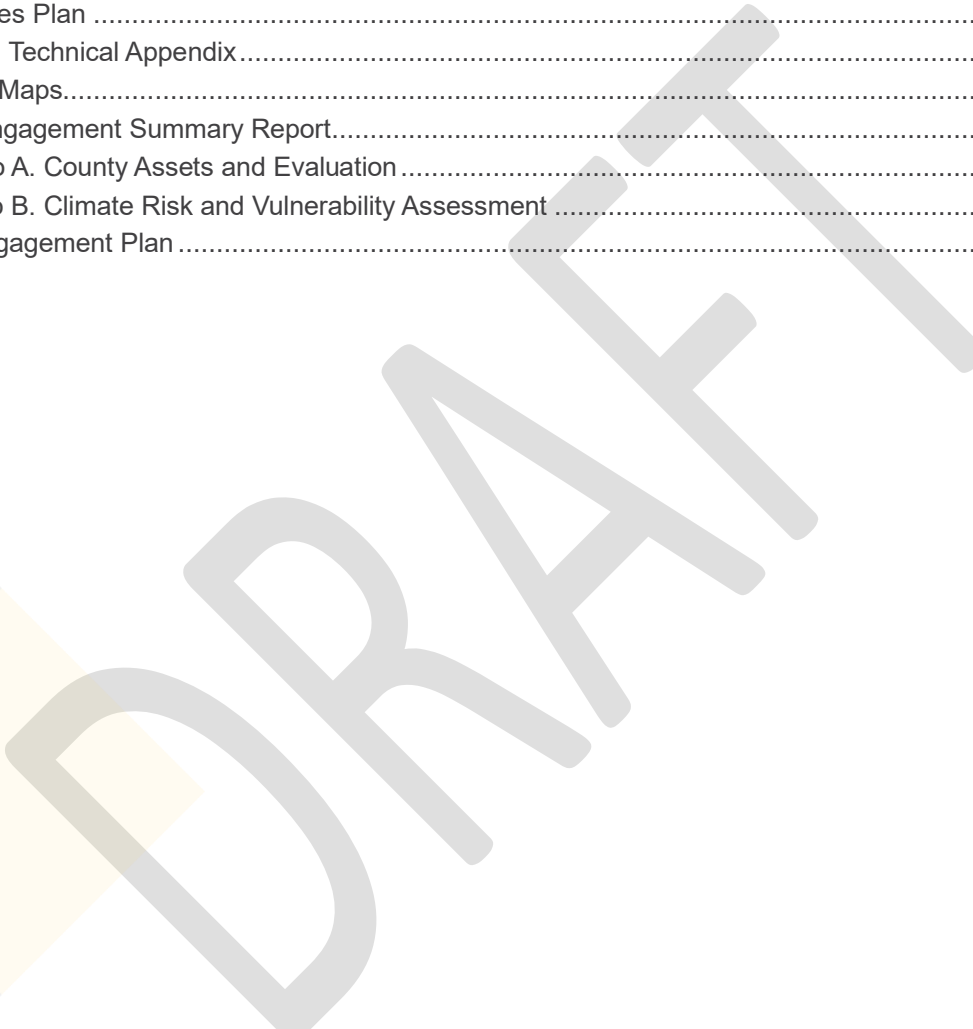 es Plan ..............................................................................................................
Technical Appendix..............................................................................................
Maps......................................................................................................................
ngagement Summary Report...................................................................................
o A. County Assets and Evaluation..........................................................................
o B. Climate Risk and Vulnerability Assessment........................................................
gagement Plan........................................................................................................
DRAFT